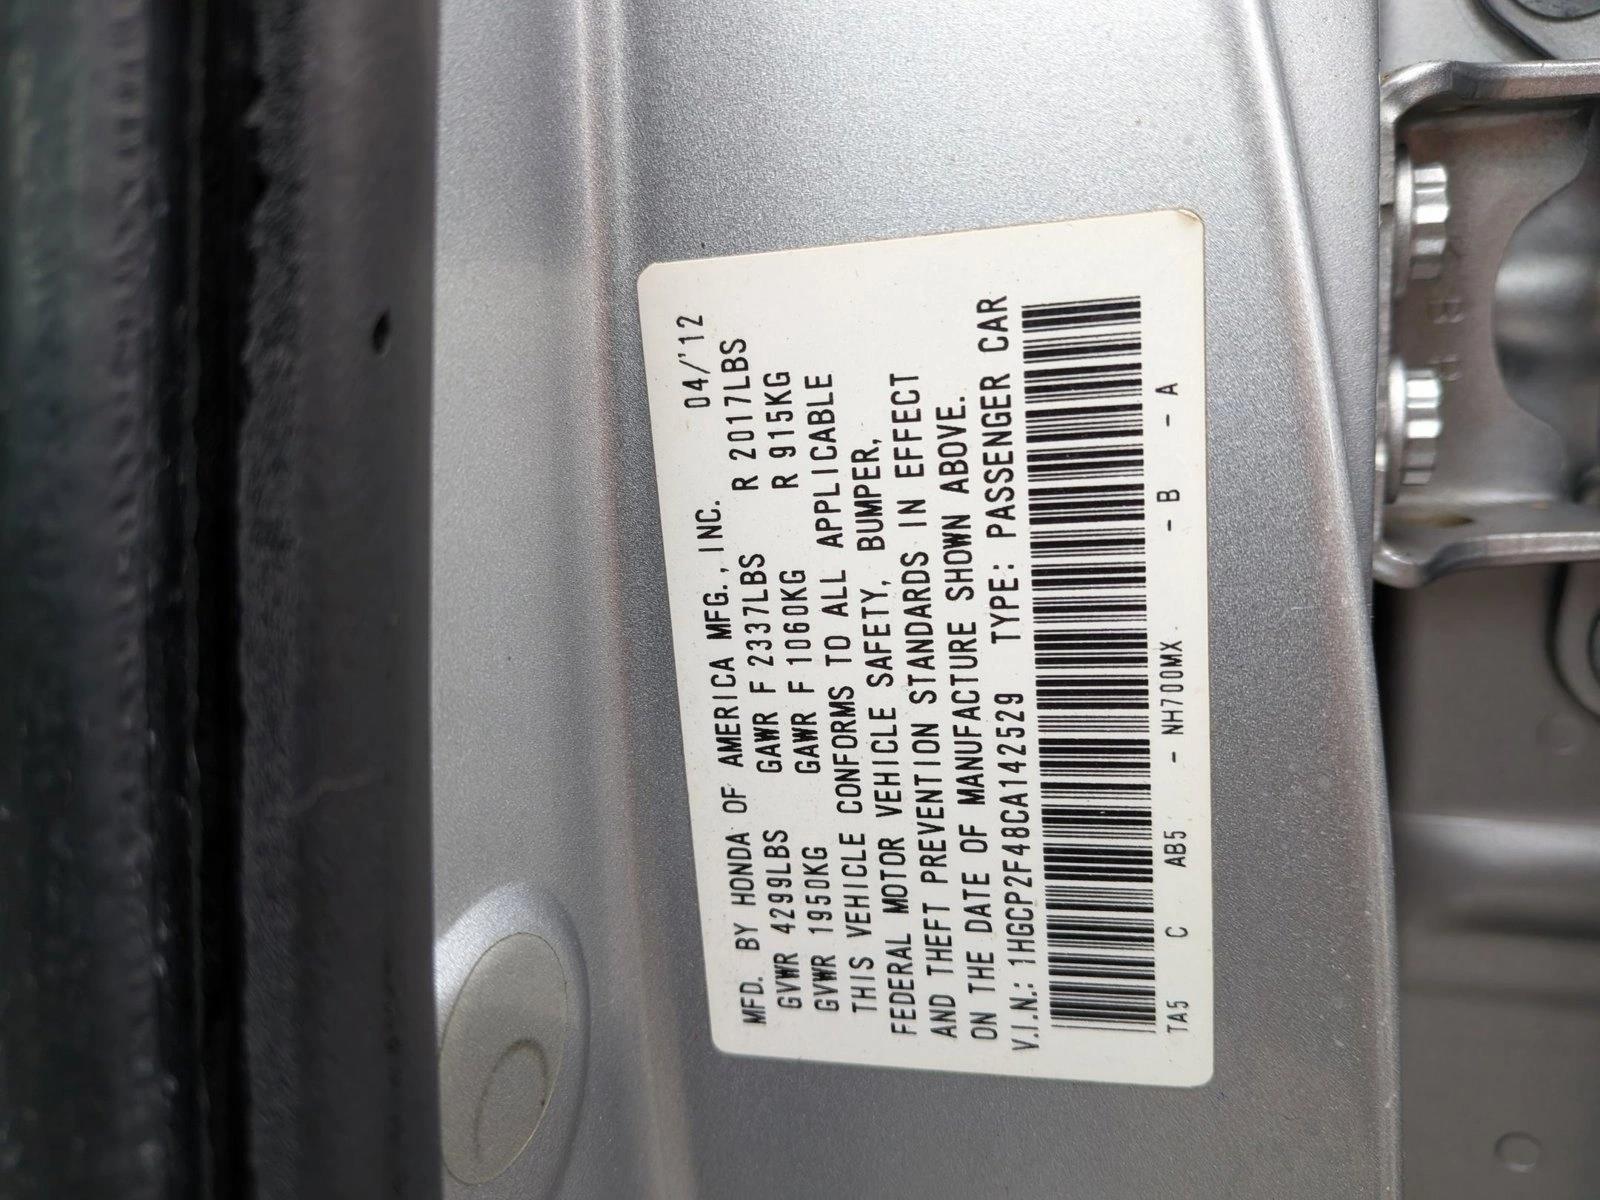 MFD. BY HONDA OF AMERICA MFG.,INC. 04/'12
GVWR 4299LBS GAWR F 2337LBS R 2017LBS
GVWR 1950KG GAWR F 1060KG R 915KG
THIS VEHICLE CONFORMS TO ALL APPLICABLE
FEDERAL MOTOR VEHICLE SAFETY, BUMPER,
AND THEFT PREVENTION STANDARDS IN EFFECT
ON THE DATE OF MANUFACTURE SHOWN ABOVE.
V.I.N.: 1HGCP2F48CA142529 TYPE: PASSENGER CAR
TA5 C AB5 - NH700MX - B - A